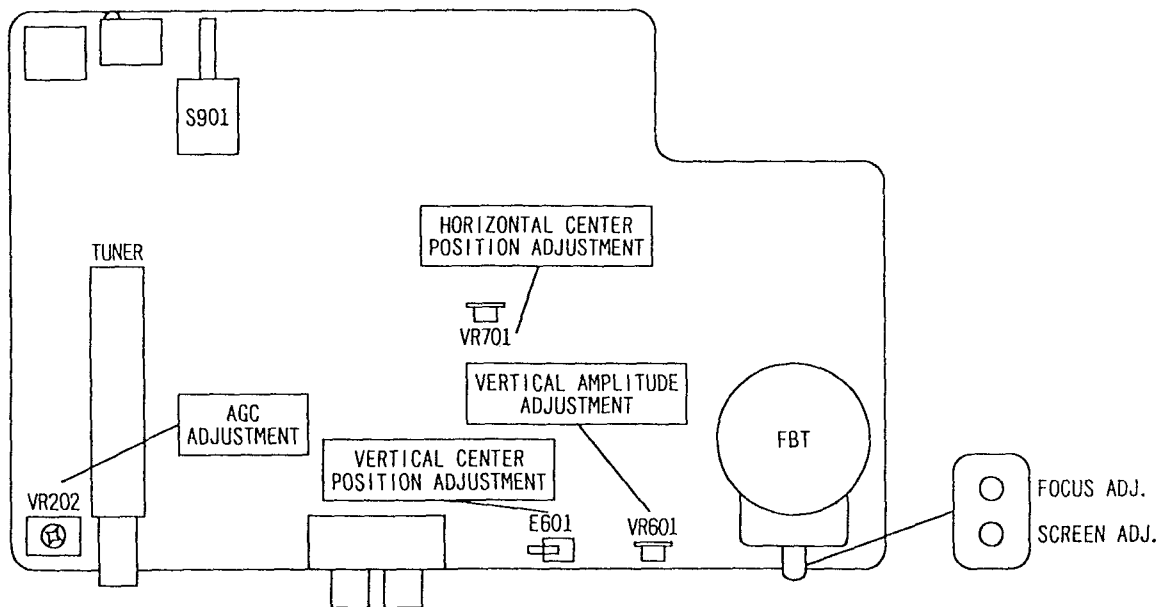 S901
HORIZONTAL CENTER
POSITION ADJUSTMENT
TUNER
VR701
VERTICAL AMPLITUDE
ADJUSTMENT
AGC
ADJUSTMENT
FBT
VERTICAL CENTER
POSITION ADJUSTMENT
VR202
E601
VR601
FOCUS ADJ.
SCREEN ADJ.